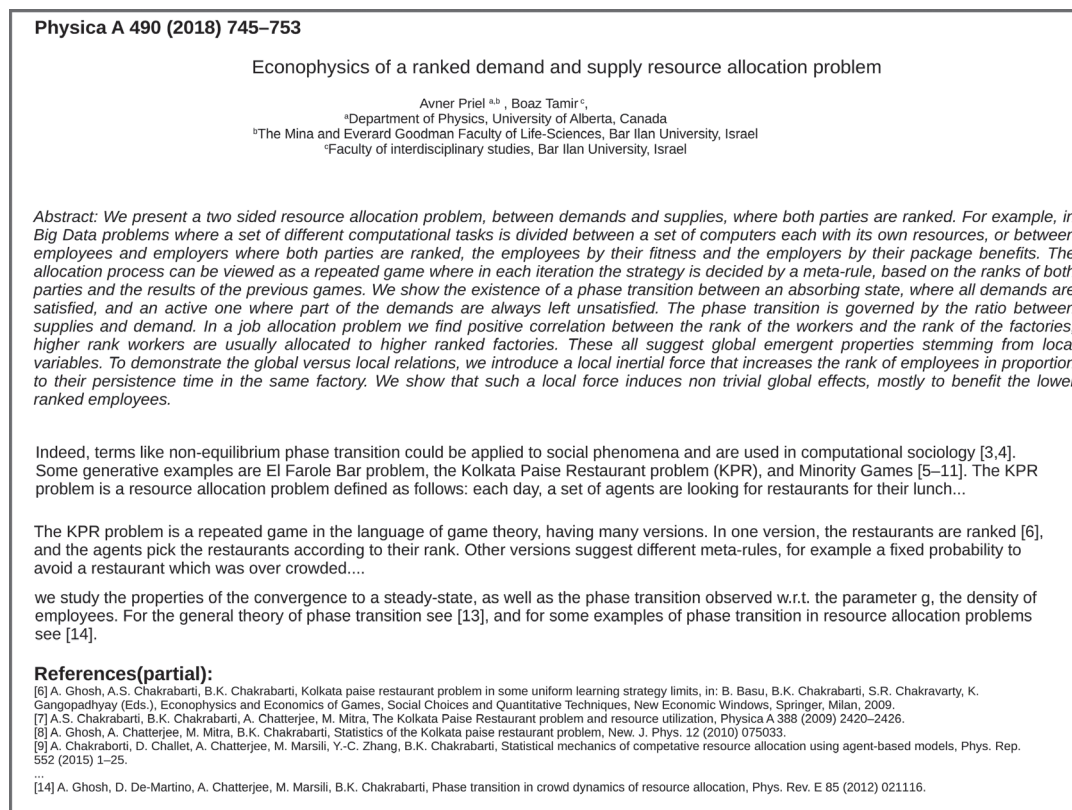 Physica A 490 (2018) 745–753
Econophysics of a ranked demand and supply resource allocation problem
Avner Priel a,b , Boaz Tamir c,
aDepartment of Physics, University of Alberta, Canada
bThe Mina and Everard Goodman Faculty of Life-Sciences, Bar Ilan University, Israel
cFaculty of interdisciplinary studies, Bar Ilan University, Israel
Abstract: We present a two sided resource allocation problem, between demands and supplies, where both parties are ranked. For example, in
Big Data problems where a set of different computational tasks is divided between a set of computers each with its own resources, or between
employees and employers where both parties are ranked, the employees by their fitness and the employers by their package benefits. The
allocation process can be viewed as a repeated game where in each iteration the strategy is decided by a meta-rule, based on the ranks of both
parties and the results of the previous games. We show the existence of a phase transition between an absorbing state, where all demands are
satisfied, and an active one where part of the demands are always left unsatisfied. The phase transition is governed by the ratio between
supplies and demand. In a job allocation problem we find positive correlation between the rank of the workers and the rank of the factories,
higher rank workers are usually allocated to higher ranked factories. These all suggest global emergent properties stemming from local
variables. To demonstrate the global versus local relations, we introduce a local inertial force that increases the rank of employees in proportion
to their persistence time in the same factory. We show that such a local force induces non trivial global effects, mostly to benefit the lower
ranked employees.
Indeed, terms like non-equilibrium phase transition could be applied to social phenomena and are used in computational sociology [3,4].
Some generative examples are El Farole Bar problem, the Kolkata Paise Restaurant problem (KPR), and Minority Games [5–11]. The KPR
problem is a resource allocation problem defined as follows: each day, a set of agents are looking for restaurants for their lunch...
The KPR problem is a repeated game in the language of game theory, having many versions. In one version, the restaurants are ranked [6],
and the agents pick the restaurants according to their rank. Other versions suggest different meta-rules, for example a fixed probability to
avoid a restaurant which was over crowded....
we study the properties of the convergence to a steady-state, as well as the phase transition observed w.r.t. the parameter g, the density of
employees. For the general theory of phase transition see [13], and for some examples of phase transition in resource allocation problems
see [14].
References(partial):
[6] A. Ghosh, A.S. Chakrabarti, B.K. Chakrabarti, Kolkata paise restaurant problem in some uniform learning strategy limits, in: B. Basu, B.K. Chakrabarti, S.R. Chakravarty, K.
Gangopadhyay (Eds.), Econophysics and Economics of Games, Social Choices and Quantitative Techniques, New Economic Windows, Springer, Milan, 2009.
[7] A.S. Chakrabarti, B.K. Chakrabarti, A. Chatterjee, M. Mitra, The Kolkata Paise Restaurant problem and resource utilization, Physica A 388 (2009) 2420–2426.
[8] A. Ghosh, A. Chatterjee, M. Mitra, B.K. Chakrabarti, Statistics of the Kolkata paise restaurant problem, New. J. Phys. 12 (2010) 075033.
[9] A. Chakraborti, D. Challet, A. Chatterjee, M. Marsili, Y.-C. Zhang, B.K. Chakrabarti, Statistical mechanics of competative resource allocation using agent-based models, Phys. Rep.
552 (2015) 1–25.
...
[14] A. Ghosh, D. De-Martino, A. Chatterjee, M. Marsili, B.K. Chakrabarti, Phase transition in crowd dynamics of resource allocation, Phys. Rev. E 85 (2012) 021116.